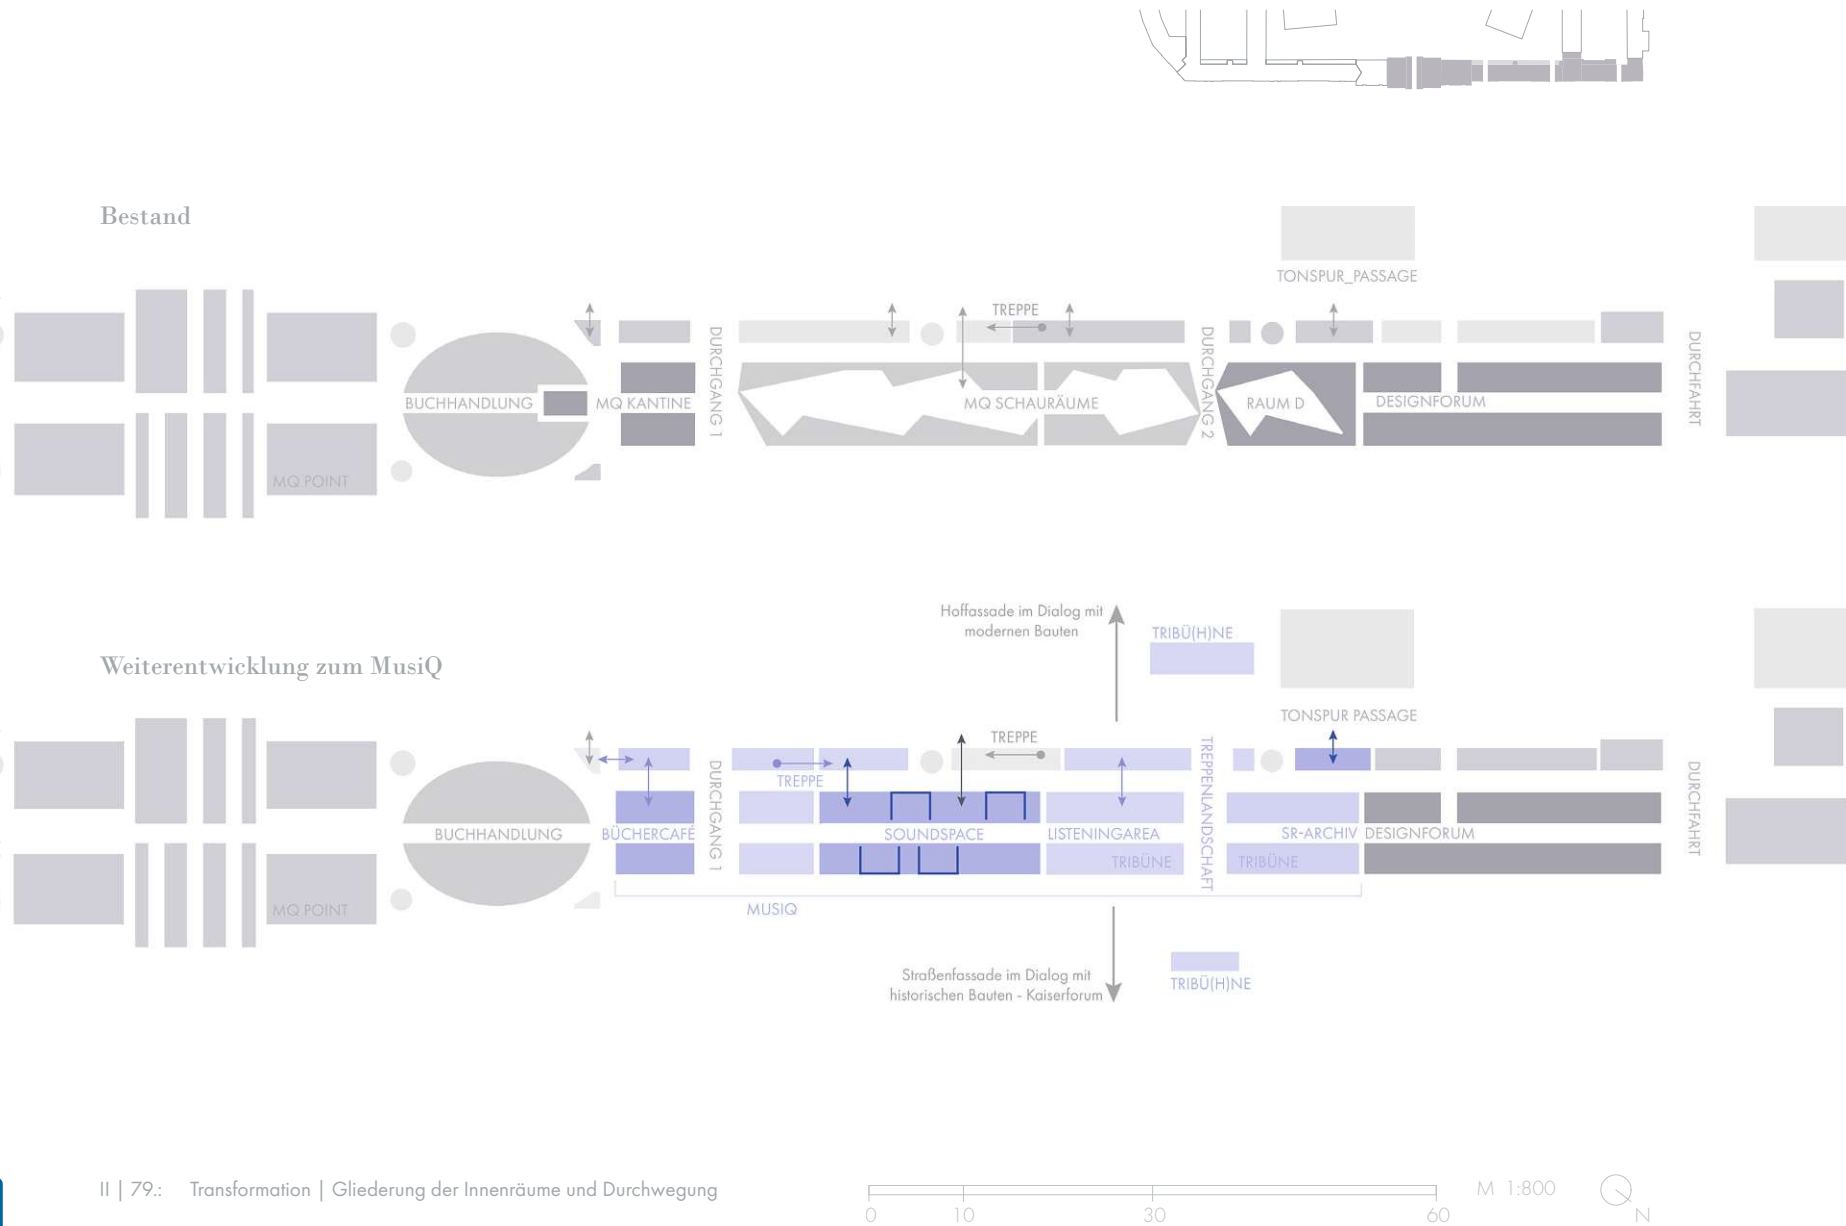 Bestand
TONSPUR_PASSAGE
TREPPE
DURCHGANG 1
DURCHGANG 2
DURCHFAHRT
BUCHHANDLUNG
MQ KANTINE
MQ SCHAURÄUME
RAUM D
DESIGNFORUM
MQ POINT
Hoffassade im Dialog mit
modernen Bauten
TRIBÜ(H)NE
Weiterentwicklung zum MusiQ
TONSPUR PASSAGE
TREPPE
TREPPE
DURCHGANG 1
TREPPENLANDSCHAFT
DURCHFAHRT
BUCHHANDLUNG
BÜCHERCAFÉ
SOUNDSPACE
LISTENINGAREA
SR-ARCHIV
DESIGNFORUM
TRIBÜNE
TRIBÜNE
MQ POINT
MUSIQ
Straßenfassade im Dialog mit
historischen Bauten - Kaiserforum
TRIBÜ(H)NE
II | 79.: Transformation | Gliederung der Innenräume und Durchwegung
M 1:800
0 10 30 60
N